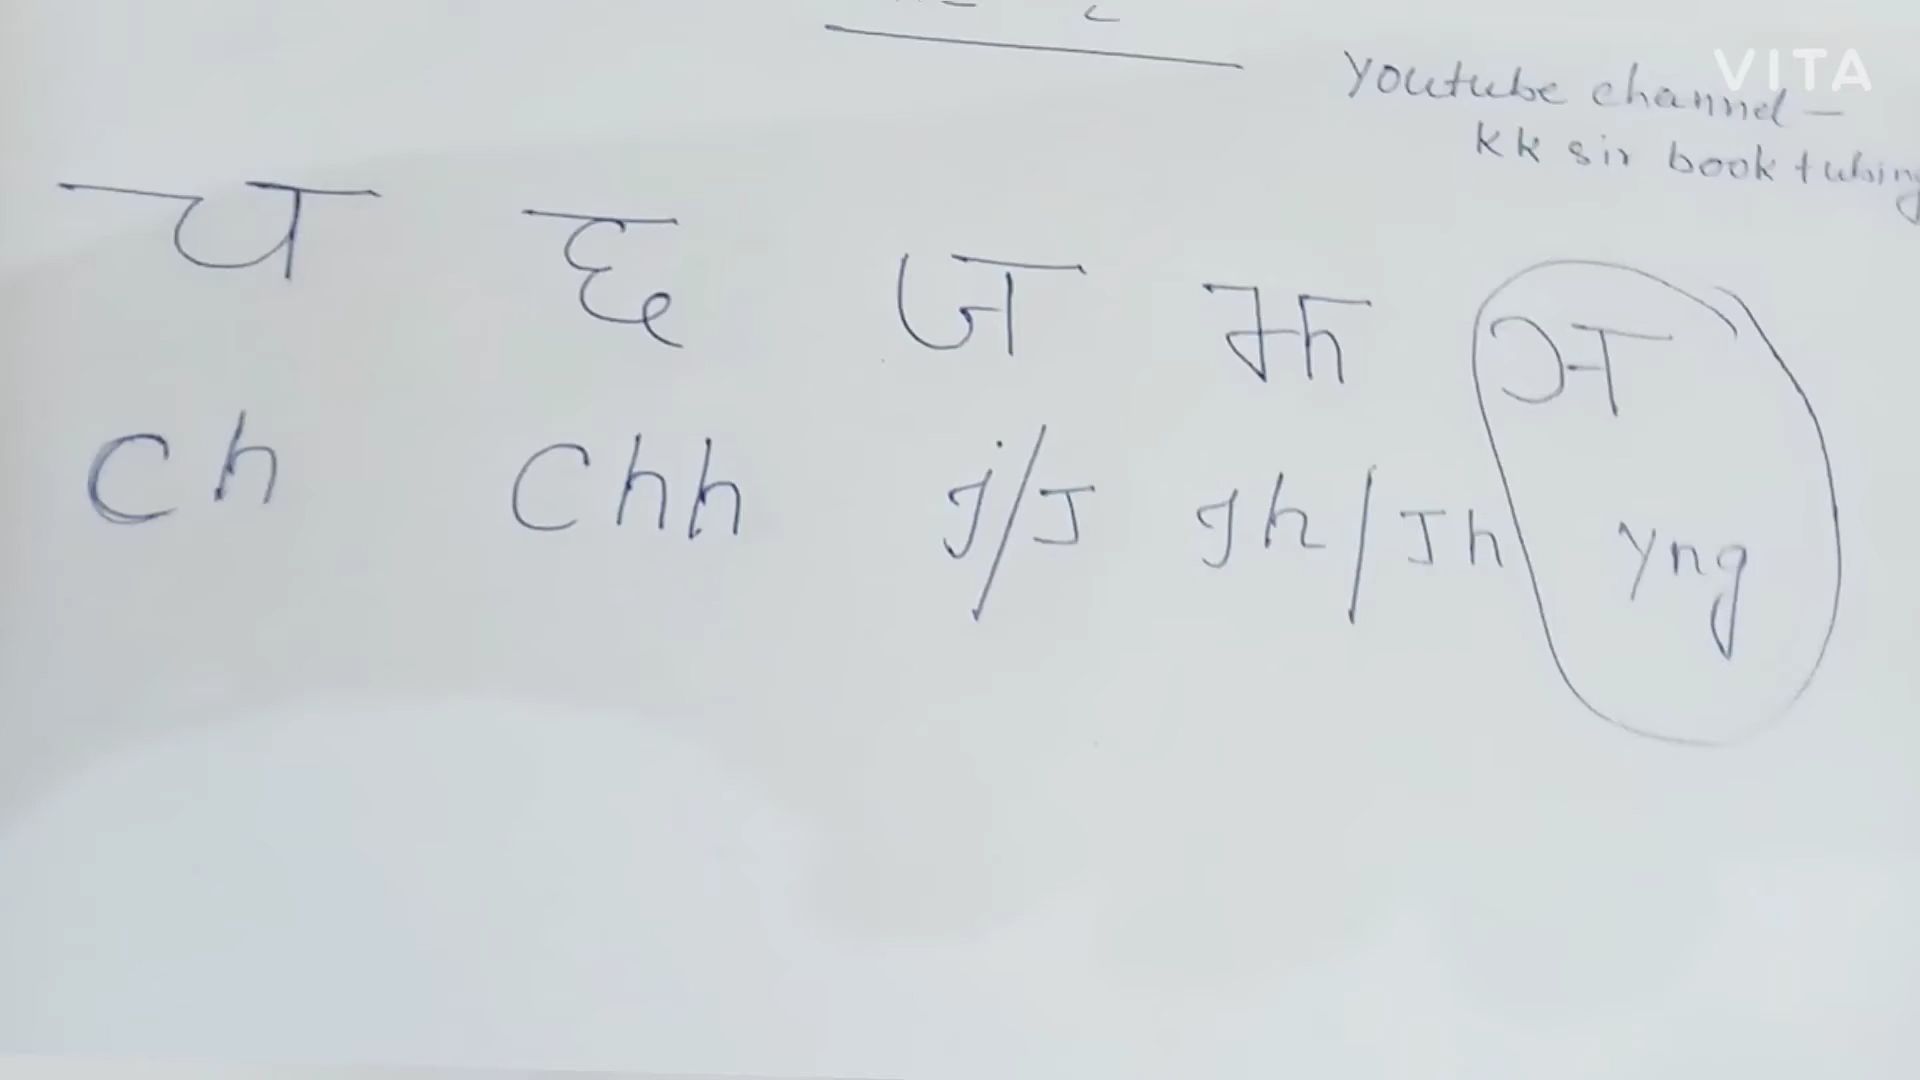 VITA
Youtube channel –
kk sir book tubing
च छ ज झ ञ
Ch Chh j/J jh/Jh yng